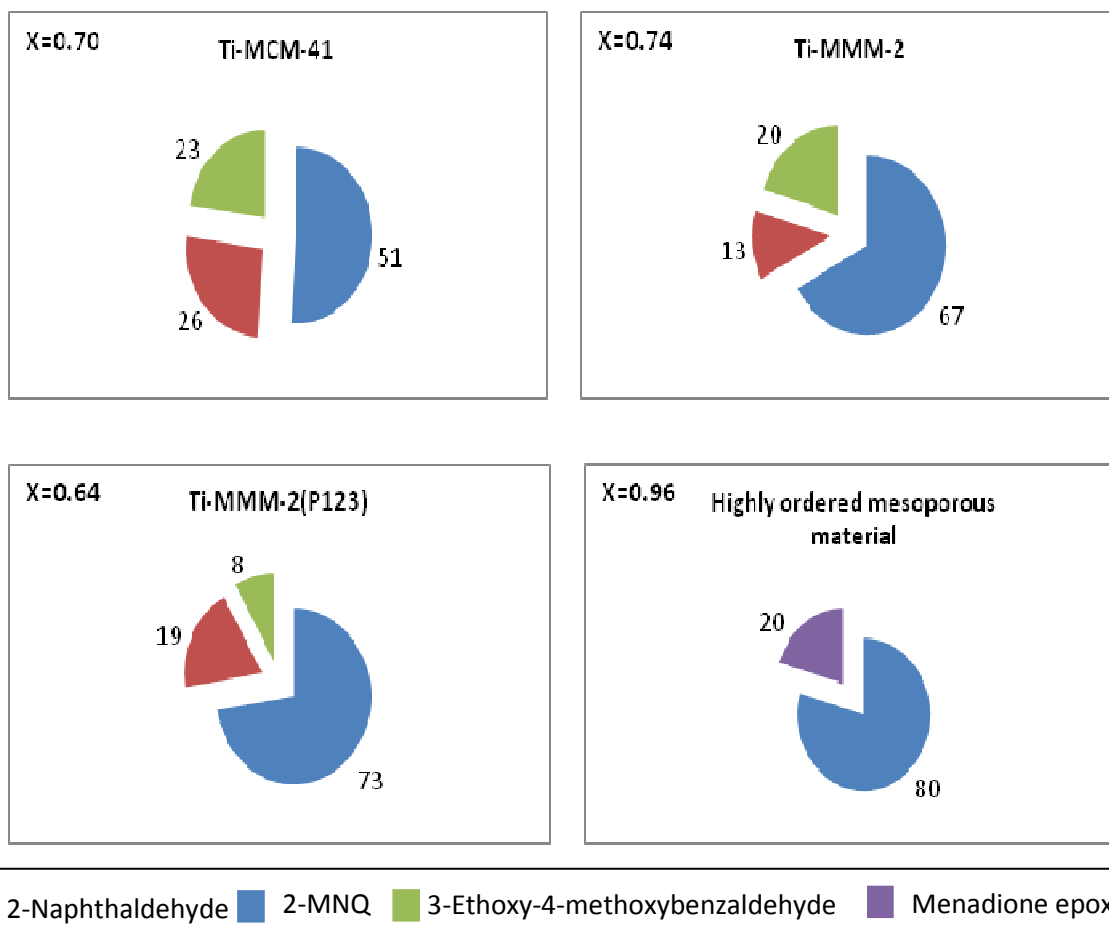 X=0.70
Ti-MCM-41
23
51
26
X=0.74
Ti-MMM-2
20
13
67
X=0.64
Ti-MMM-2(P123)
8
19
73
X=0.96
Highly ordered mesoporous
material
20
80
2-Naphthaldehyde 2-MNQ 3-Ethoxy-4-methoxybenzaldehyde Menadione epox